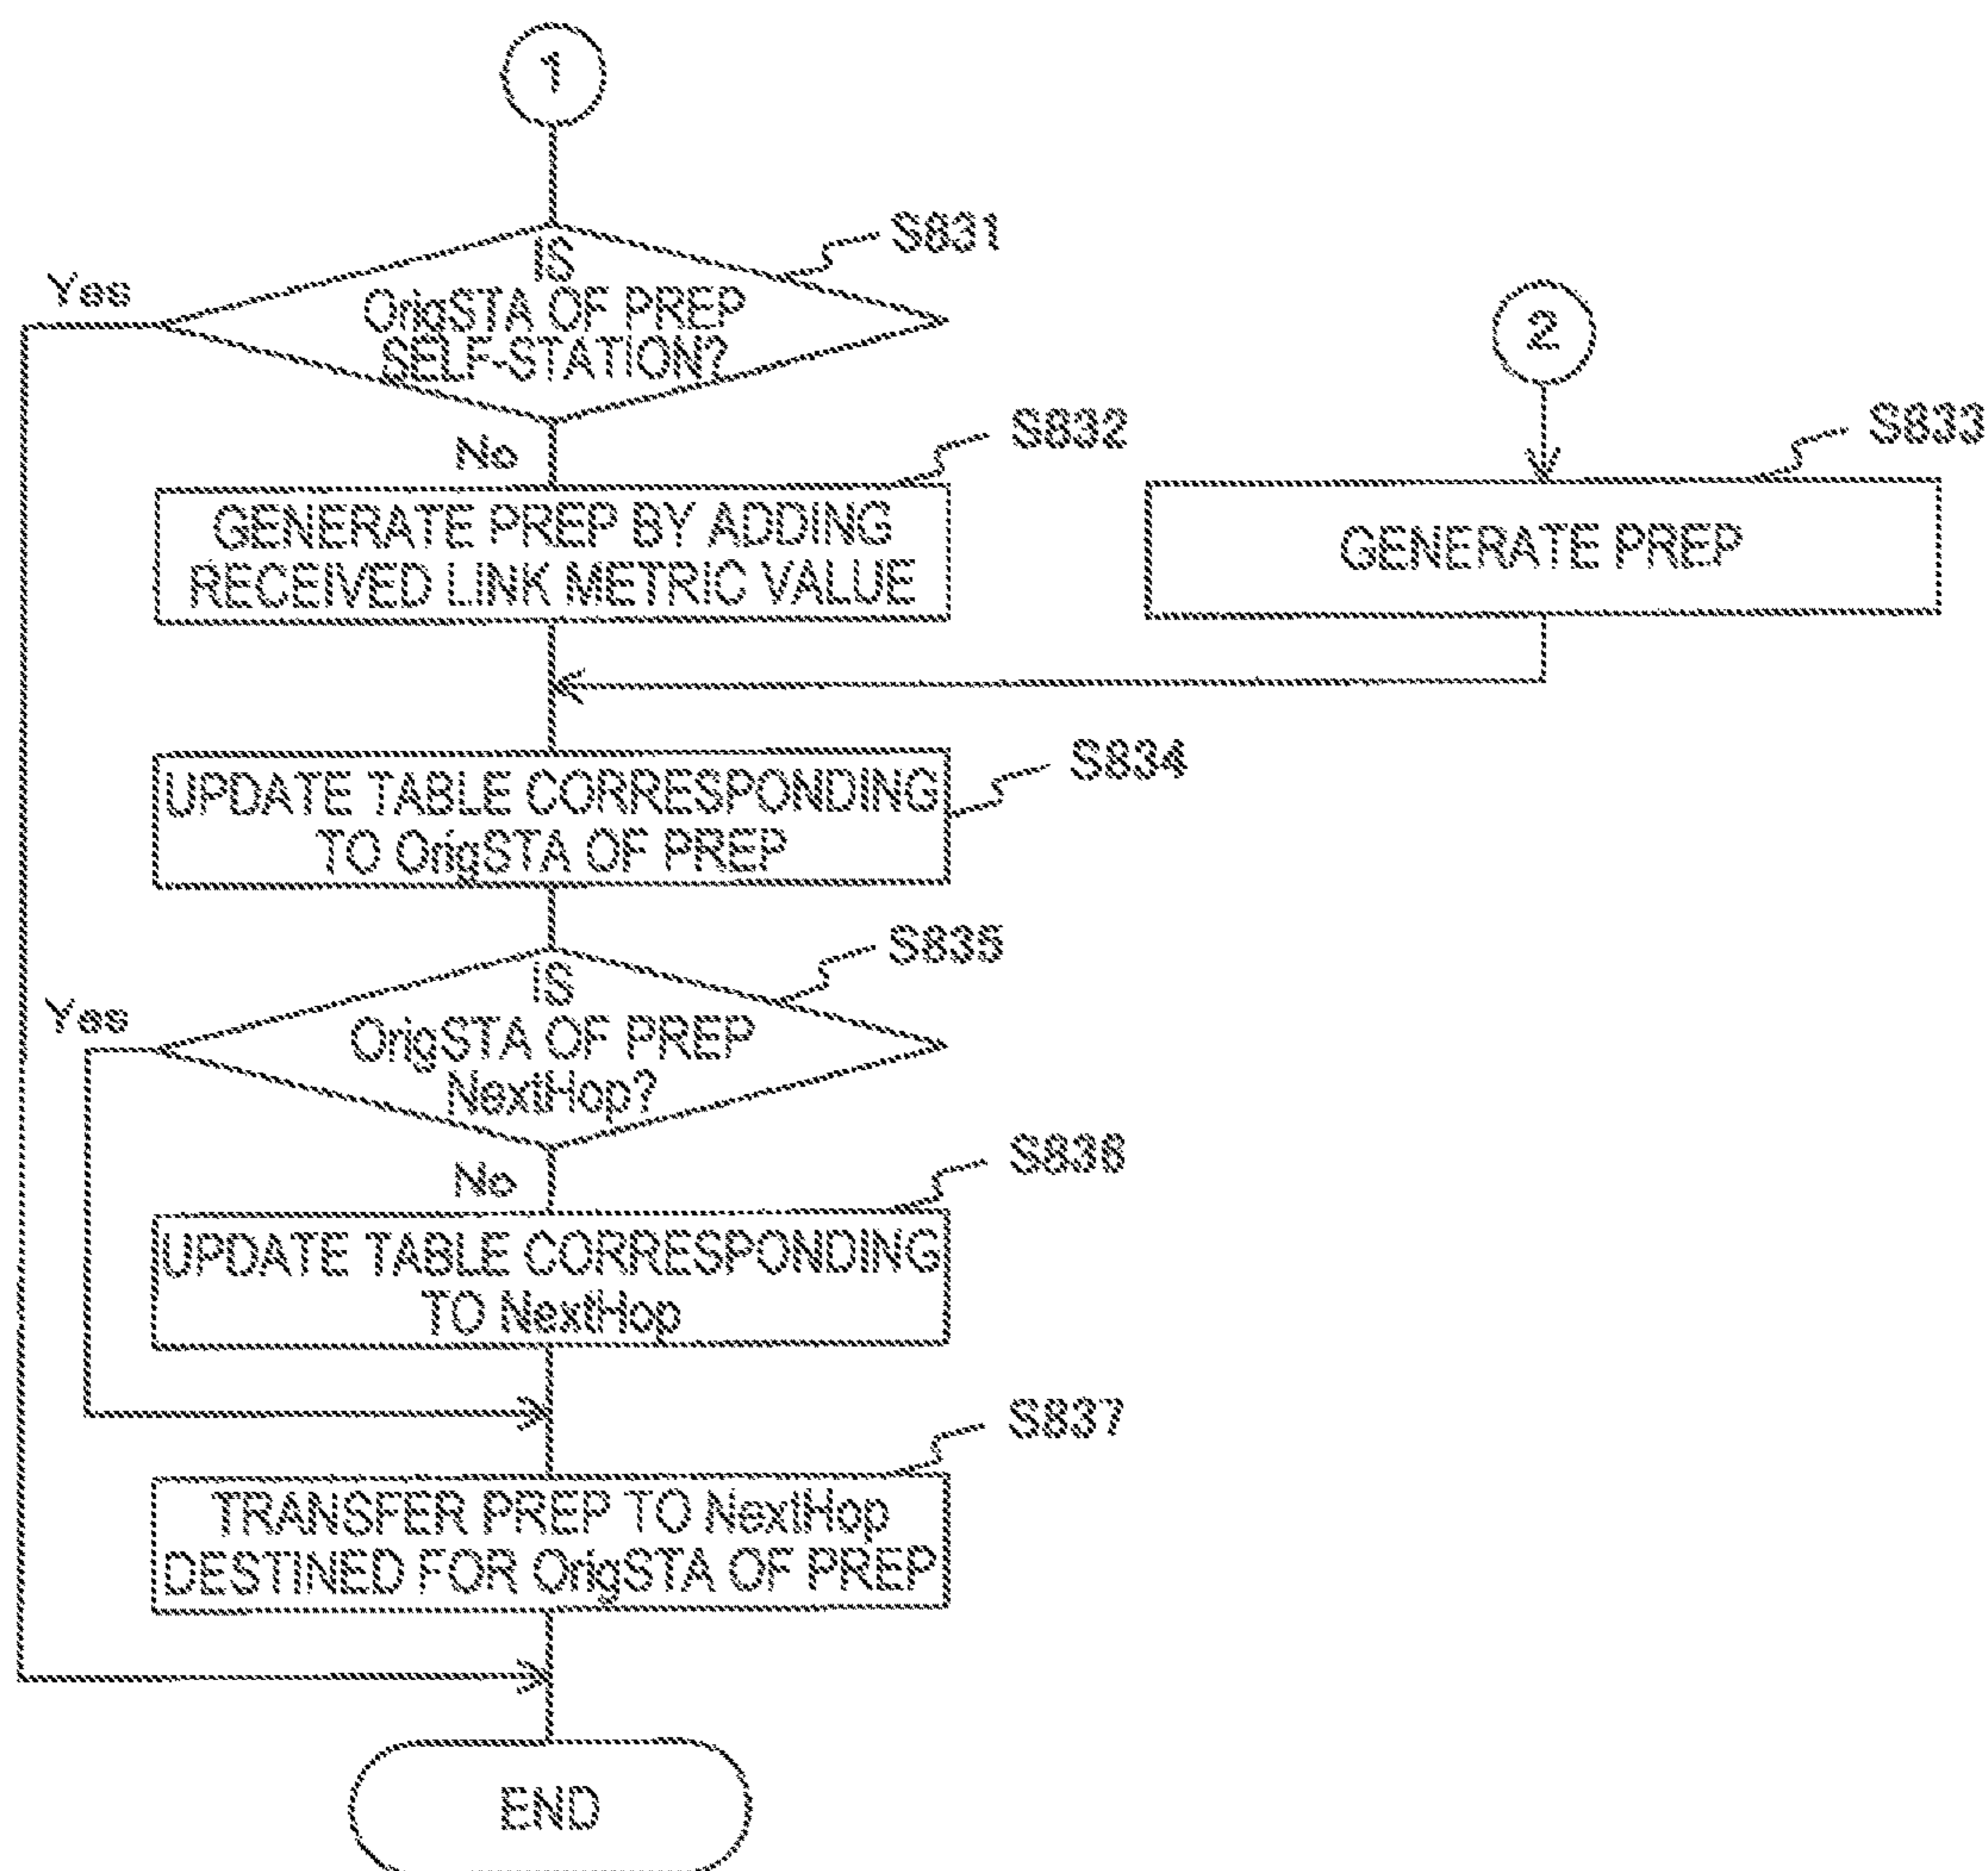 1
S831
Yes
IS
OrigSTA OF PREP
SELF-STATION?
2
No
S832
S833
GENERATE PREP BY ADDING
RECEIVED LINK METRIC VALUE
GENERATE PREP
S834
UPDATE TABLE CORRESPONDING
TO OrigSTA OF PREP
S835
Yes
IS
OrigSTA OF PREP
NextHop?
No
S836
UPDATE TABLE CORRESPONDING
TO NextHop
S837
TRANSFER PREP TO NextHop
DESTINED FOR OrigSTA OF PREP
END